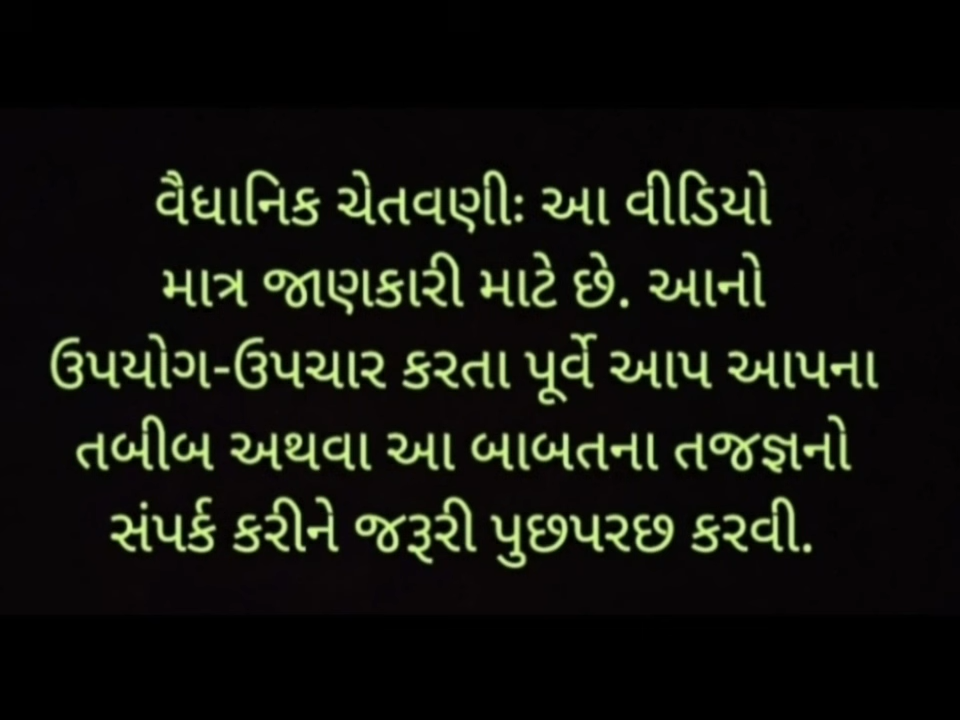 વૈધાનિક ચેતવણીઃ આ વીડિયો
માત્ર જાણકારી માટે છે. આનો
ઉપયોગ-ઉપચાર કરતા પૂર્વે આપ આપના
તબીબ અથવા આ બાબતના તજજ્ઞનો
સંપર્ક કરીને જરૂરી પુછપરછ કરવી.